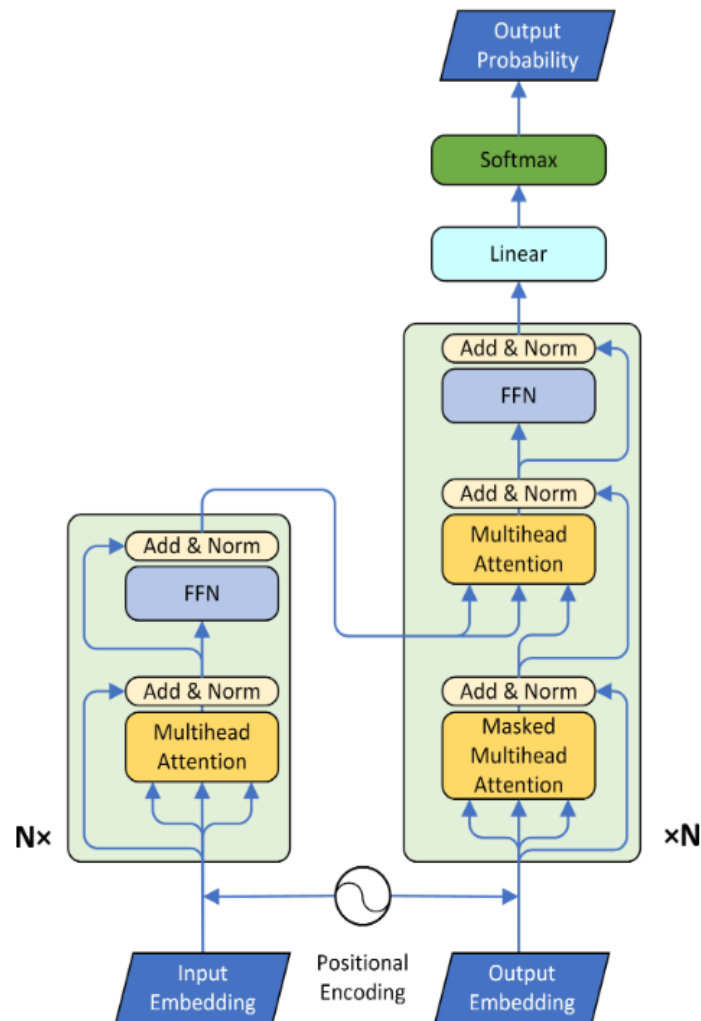 Output
Probability
Softmax
Linear
Add & Norm
FFN
Add & Norm
Multihead
Attention
Add & Norm
Masked
Multihead
Attention
×N
Add & Norm
FFN
Add & Norm
Multihead
Attention
N×
Input
Embedding
Positional
Encoding
Output
Embedding